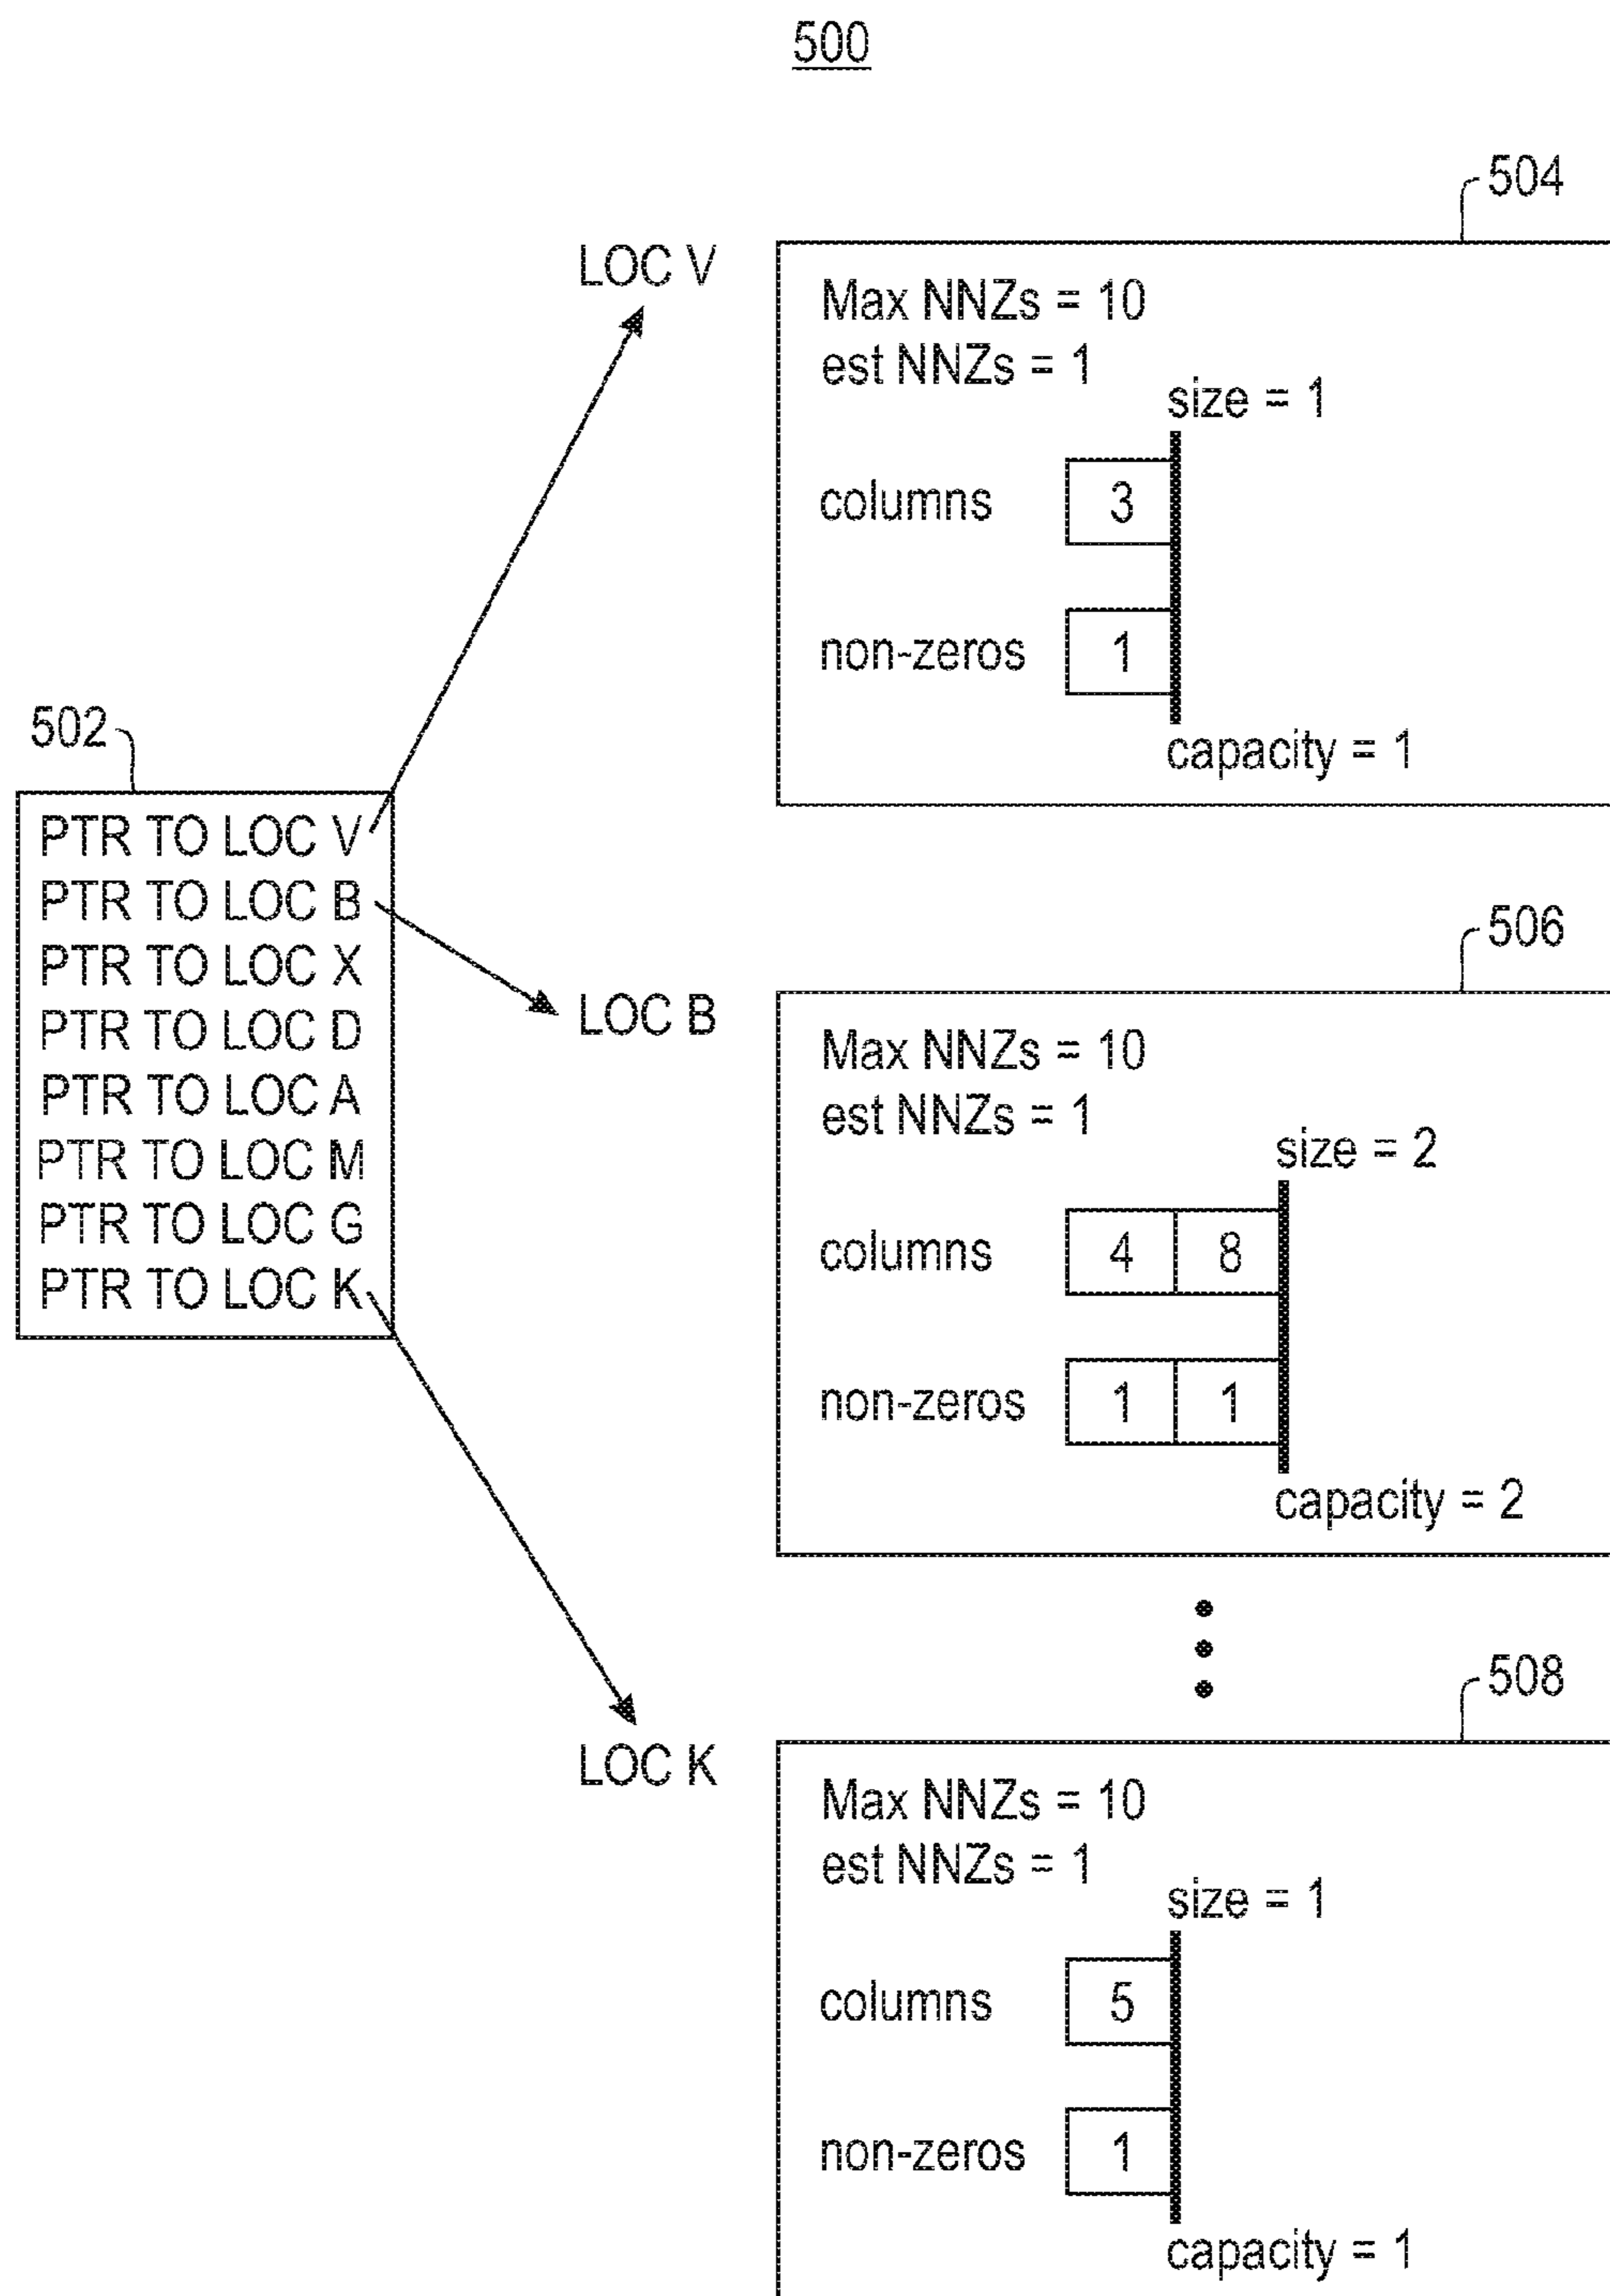 500
504
LOC V
Max NNZs = 10
est NNZs = 1
size = 1
columns 3
non-zeros 1
capacity = 1
502
PTR TO LOC V
PTR TO LOC B
PTR TO LOC X
PTR TO LOC D
PTR TO LOC A
PTR TO LOC M
PTR TO LOC G
PTR TO LOC K
506
LOC B
Max NNZs = 10
est NNZs = 1
size = 2
columns 4 8
non-zeros 1 1
capacity = 2
508
LOC K
Max NNZs = 10
est NNZs = 1
size = 1
columns 5
non-zeros 1
capacity = 1